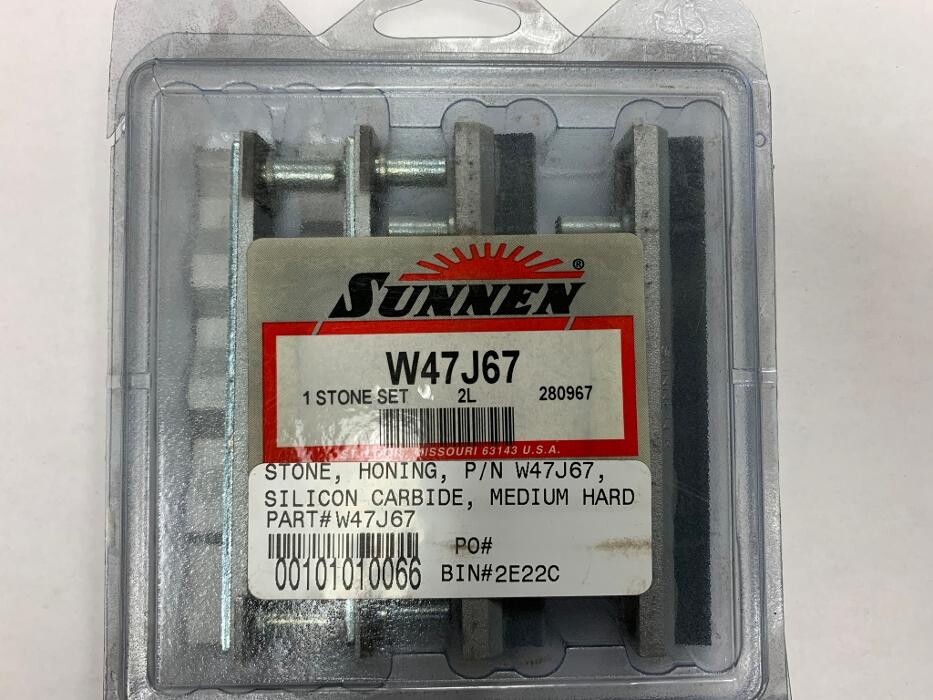 SUNNEN®
W47J67
1 STONE SET 2L 280967
MISSOURI 63143 U.S.A.
STONE, HONING, P/N W47J67,
SILICON CARBIDE, MEDIUM HARD
PART#W47J67
PO#
00101010066
BIN#2E22C